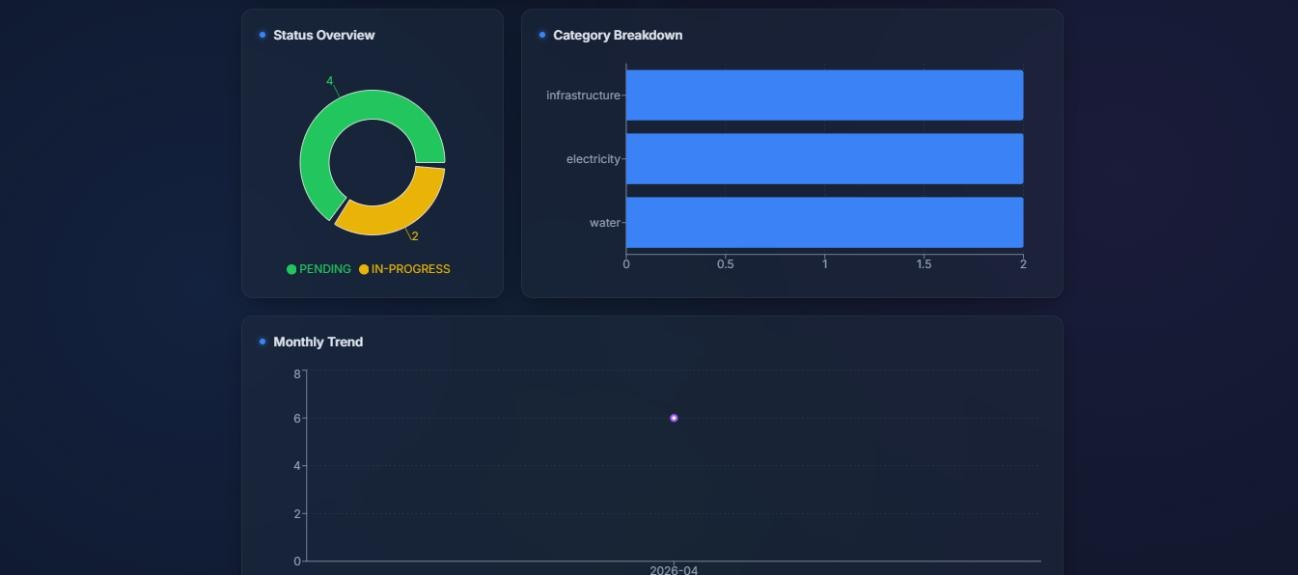 Status Overview
4
2
PENDING IN-PROGRESS
Category Breakdown
infrastructure
electricity
water
0 0.5 1 1.5 2
Monthly Trend
8
6
4
2
0
2026-04